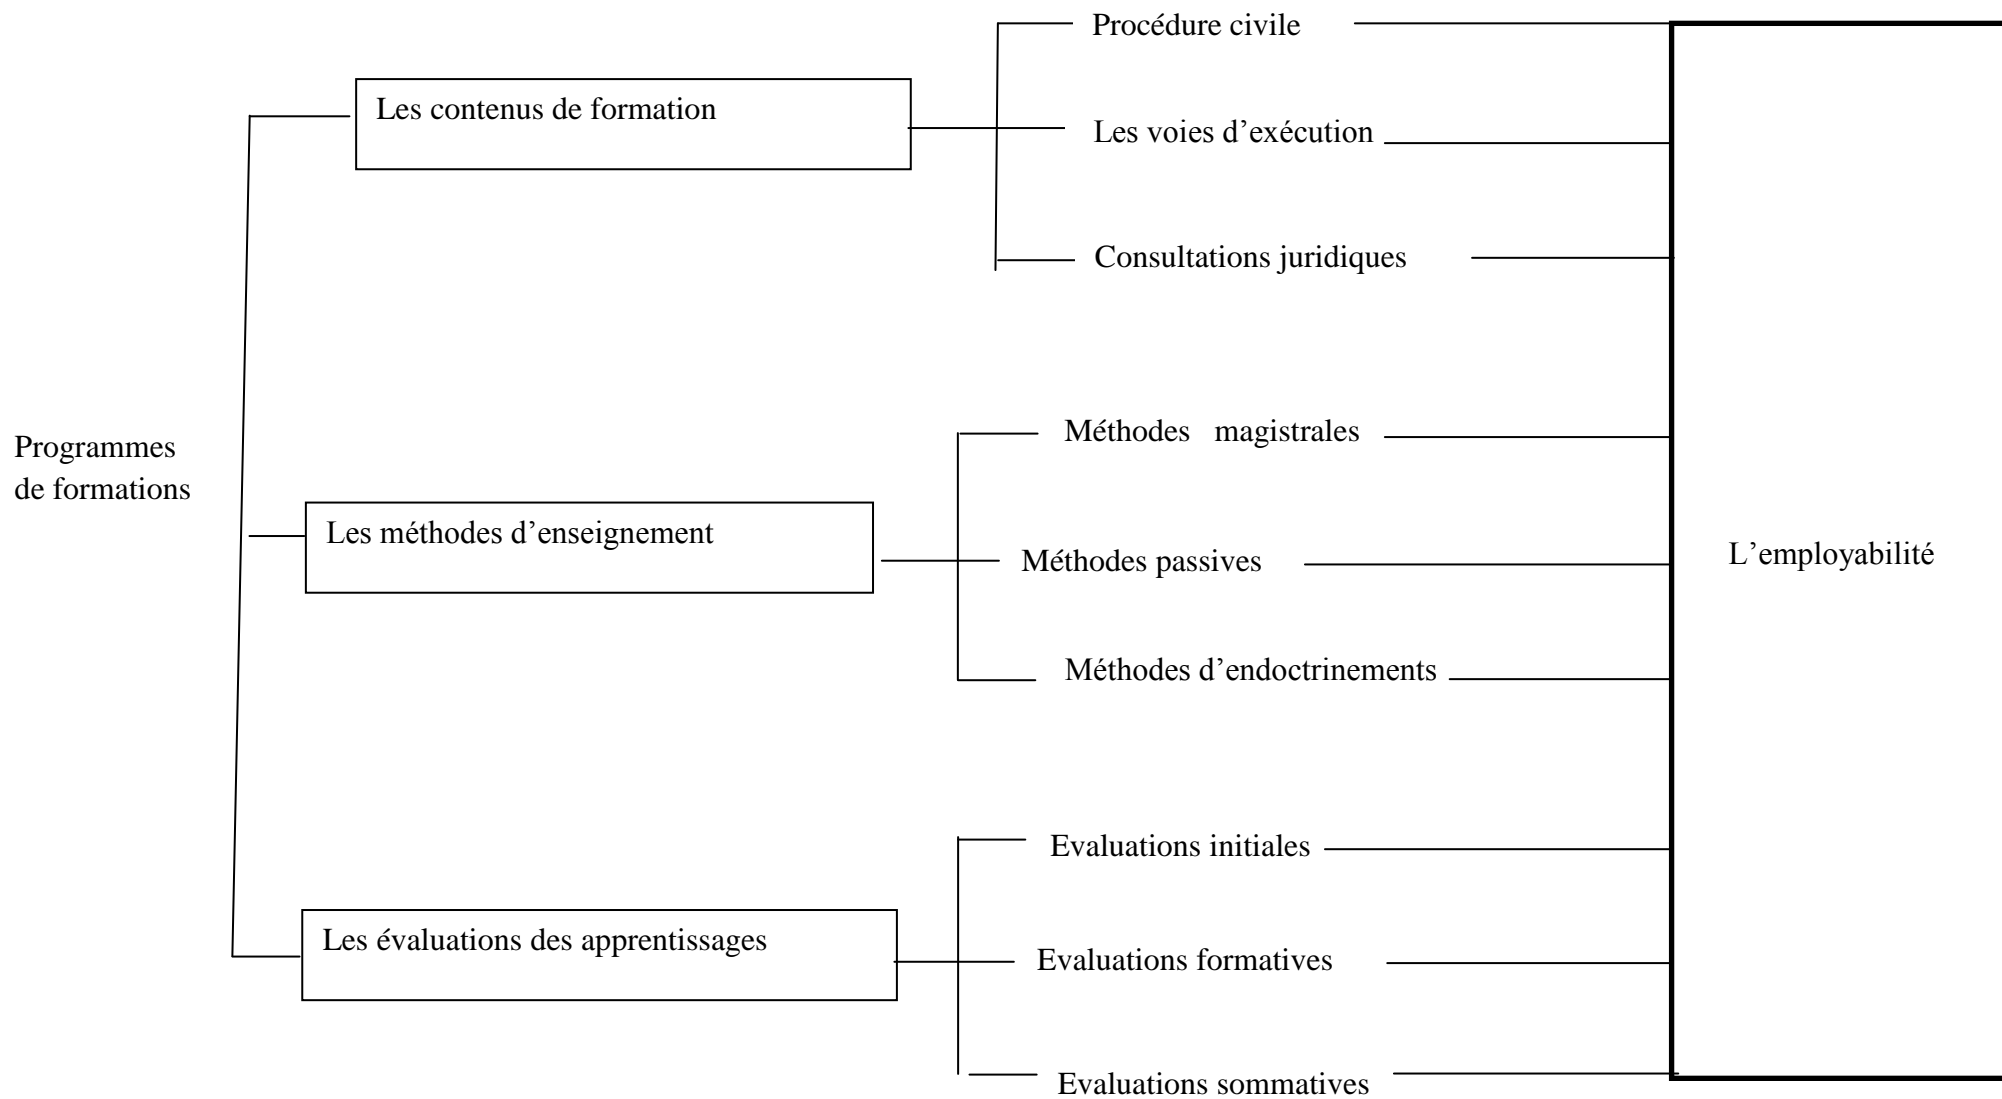 Procédure civile
Les contenus de formation
Les voies d’exécution
Consultations juridiques
Méthodes magistrales
Programmes
de formations
Les méthodes d’enseignement
Méthodes passives
L’employabilité
Méthodes d’endoctrinements
Evaluations initiales
Les évaluations des apprentissages
Evaluations formatives
Evaluations sommatives